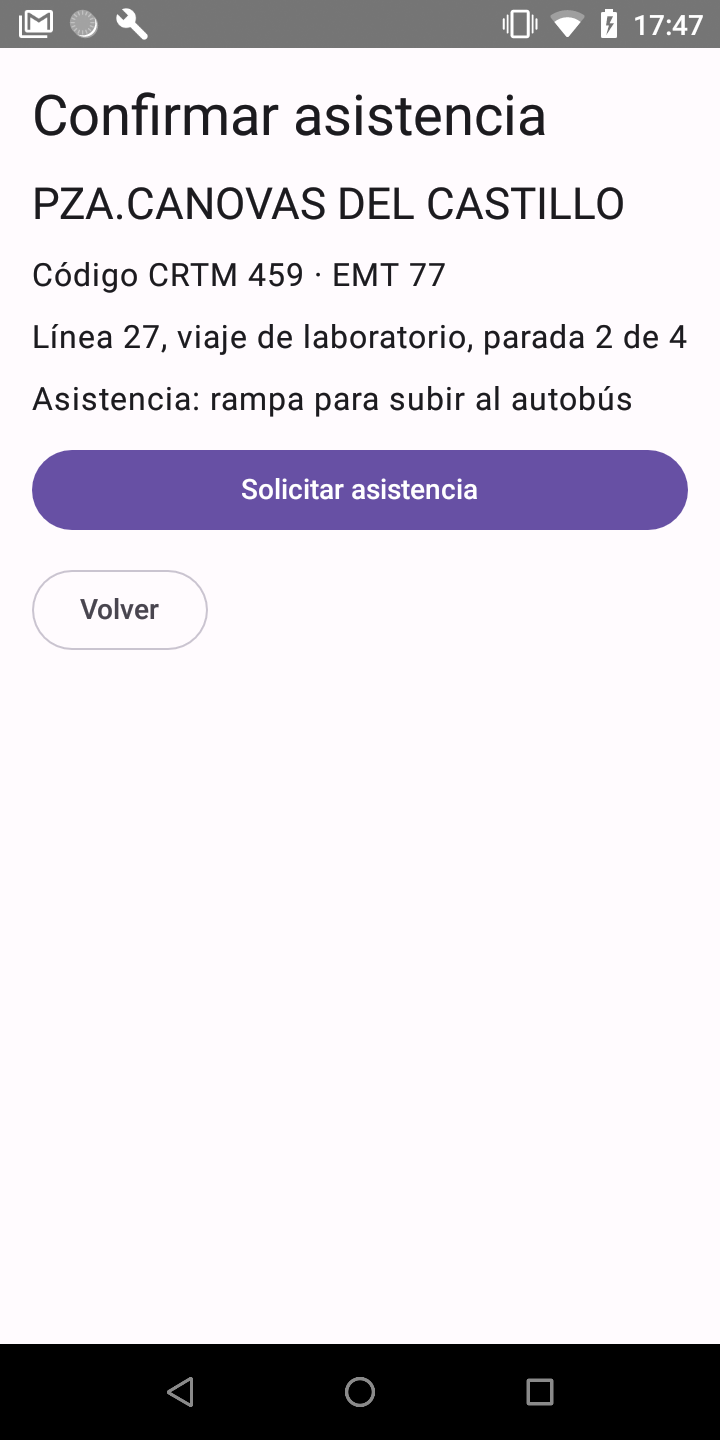 17:47
Confirmar asistencia
PZA.CANOVAS DEL CASTILLO
Código CRTM 459 · EMT 77
Línea 27, viaje de laboratorio, parada 2 de 4
Asistencia: rampa para subir al autobús
Solicitar asistencia
Volver